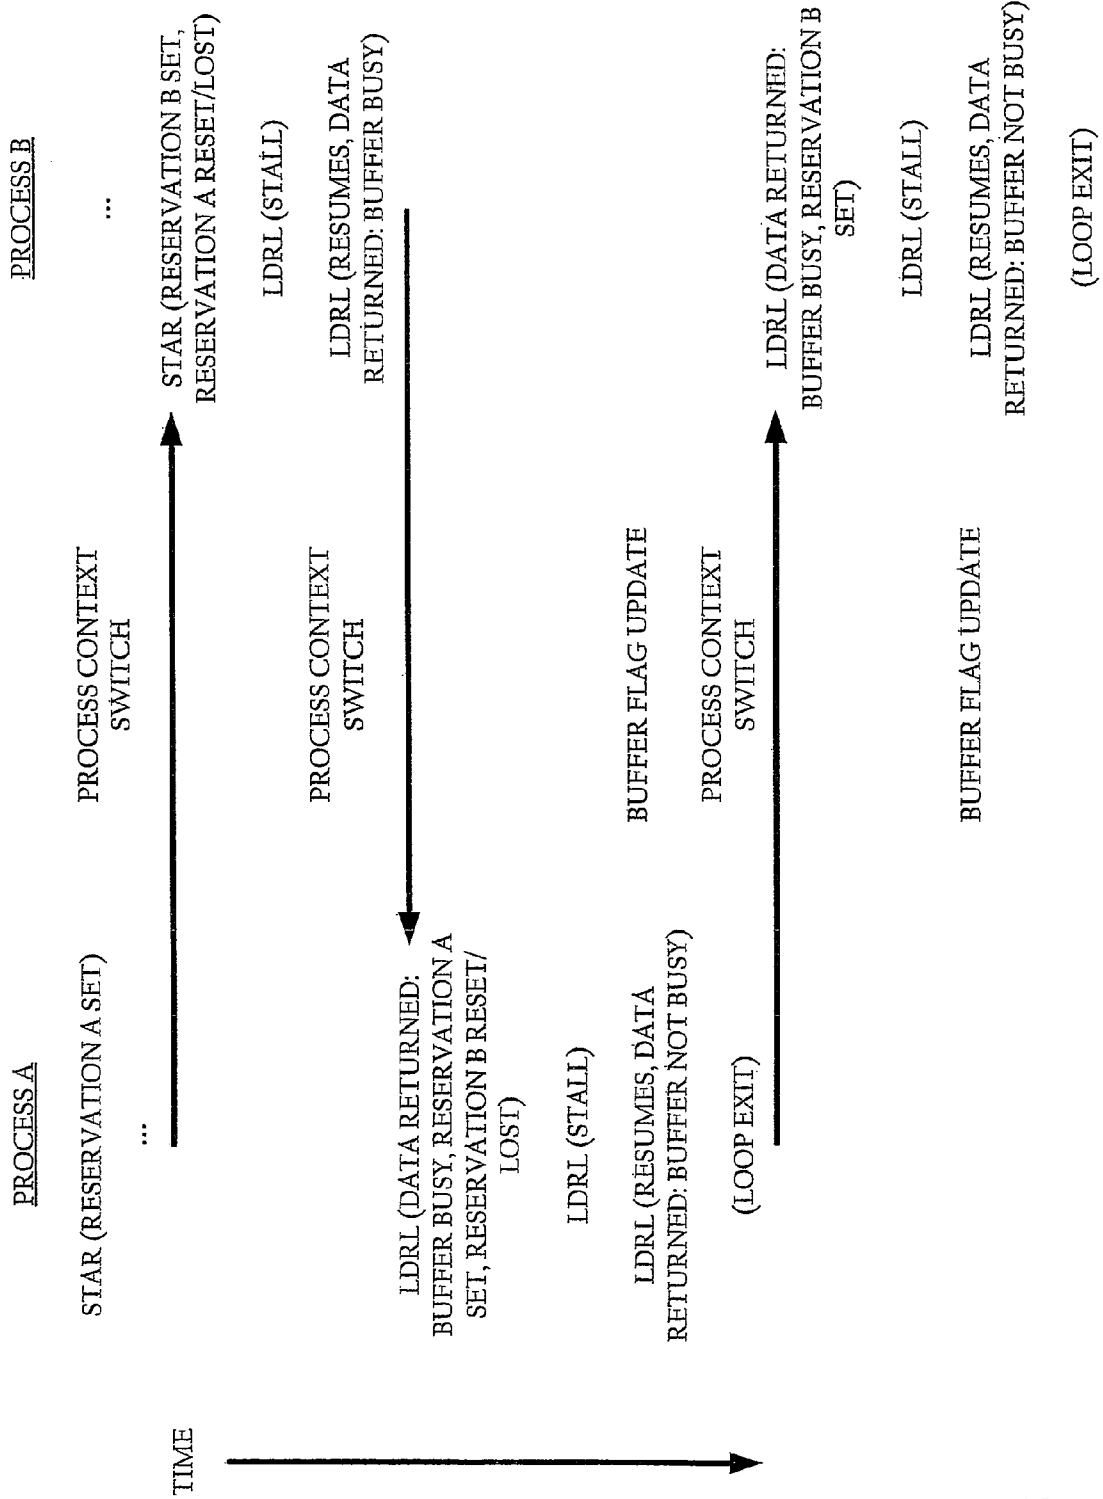 PROCESS A
PROCESS B
STAR (RESERVATION A SET)
...
PROCESS CONTEXT
SWITCH
...
STAR (RESERVATION B SET,
RESERVATION A RESET/LOST)
LDRL (STALL)
LDRL (RESUMES, DATA
RETURNED: BUFFER BUSY)
PROCESS CONTEXT
SWITCH
LDRL (DATA RETURNED:
BUFFER BUSY, RESERVATION A
SET, RESERVATION B RESET/
LOST)
LDRL (STALL)
LDRL (RESUMES, DATA
RETURNED: BUFFER NOT BUSY)
(LOOP EXIT)
BUFFER FLAG UPDATE
PROCESS CONTEXT
SWITCH
LDRL (DATA RETURNED:
BUFFER BUSY, RESERVATION B
SET)
LDRL (STALL)
LDRL (RESUMES, DATA
RETURNED: BUFFER NOT BUSY)
(LOOP EXIT)
BUFFER FLAG UPDATE
TIME